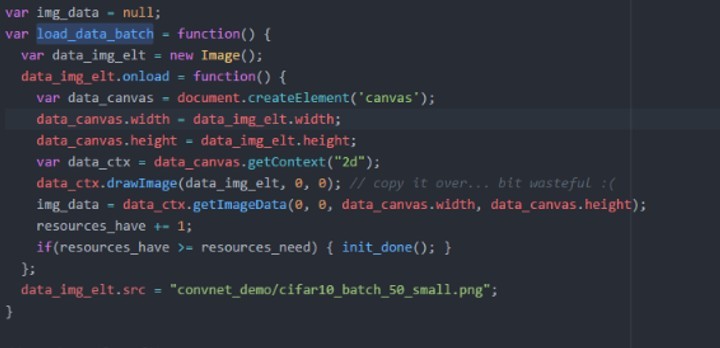 var img_data = null;
var load_data_batch = function() {
  var data_img_elt = new Image();
  data_img_elt.onload = function() {
    var data_canvas = document.createElement('canvas');
    data_canvas.width = data_img_elt.width;
    data_canvas.height = data_img_elt.height;
    var data_ctx = data_canvas.getContext("2d");
    data_ctx.drawImage(data_img_elt, 0, 0); // copy it over... bit wasteful :(
    img_data = data_ctx.getImageData(0, 0, data_canvas.width, data_canvas.height);
    resources_have += 1;
    if(resources_have >= resources_need) { init_done(); }
  };
  data_img_elt.src = "convnet_demo/cifar10_batch_50_small.png";
}